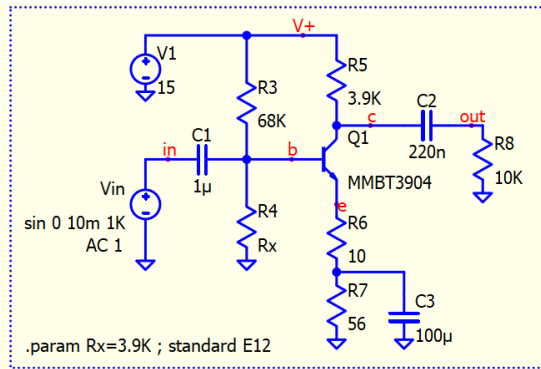 V+
V1
15
R3
68K
R5
3.9K
C2
220n
out
R8
10K
c
Q1
MMBT3904
in
C1
1µ
b
Vin
sin 0 10m 1K
AC 1
R4
Rx
e
R6
10
R7
56
C3
100µ
.param Rx=3.9K ; standard E12